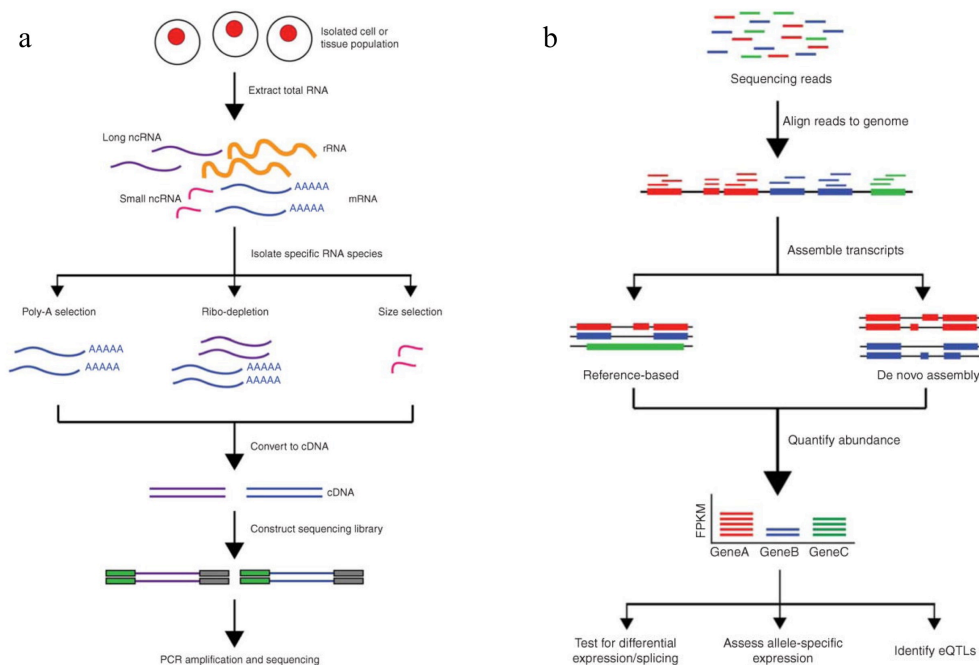 a
Isolated cell or
tissue population
Extract total RNA
Long ncRNA
rRNA
Small ncRNA
AAAAA
mRNA
AAAAA
Isolate specific RNA species
Poly-A selection
Ribo-depletion
Size selection
AAAAA
AAAAA
AAAAA
AAAAA
Convert to cDNA
cDNA
Construct sequencing library
PCR amplification and sequencing
b
Sequencing reads
Align reads to genome
Assemble transcripts
Reference-based
De novo assembly
Quantify abundance
FPKM
GeneA
GeneB
GeneC
Test for differential
expression/splicing
Assess allele-specific
expression
Identify eQTLs